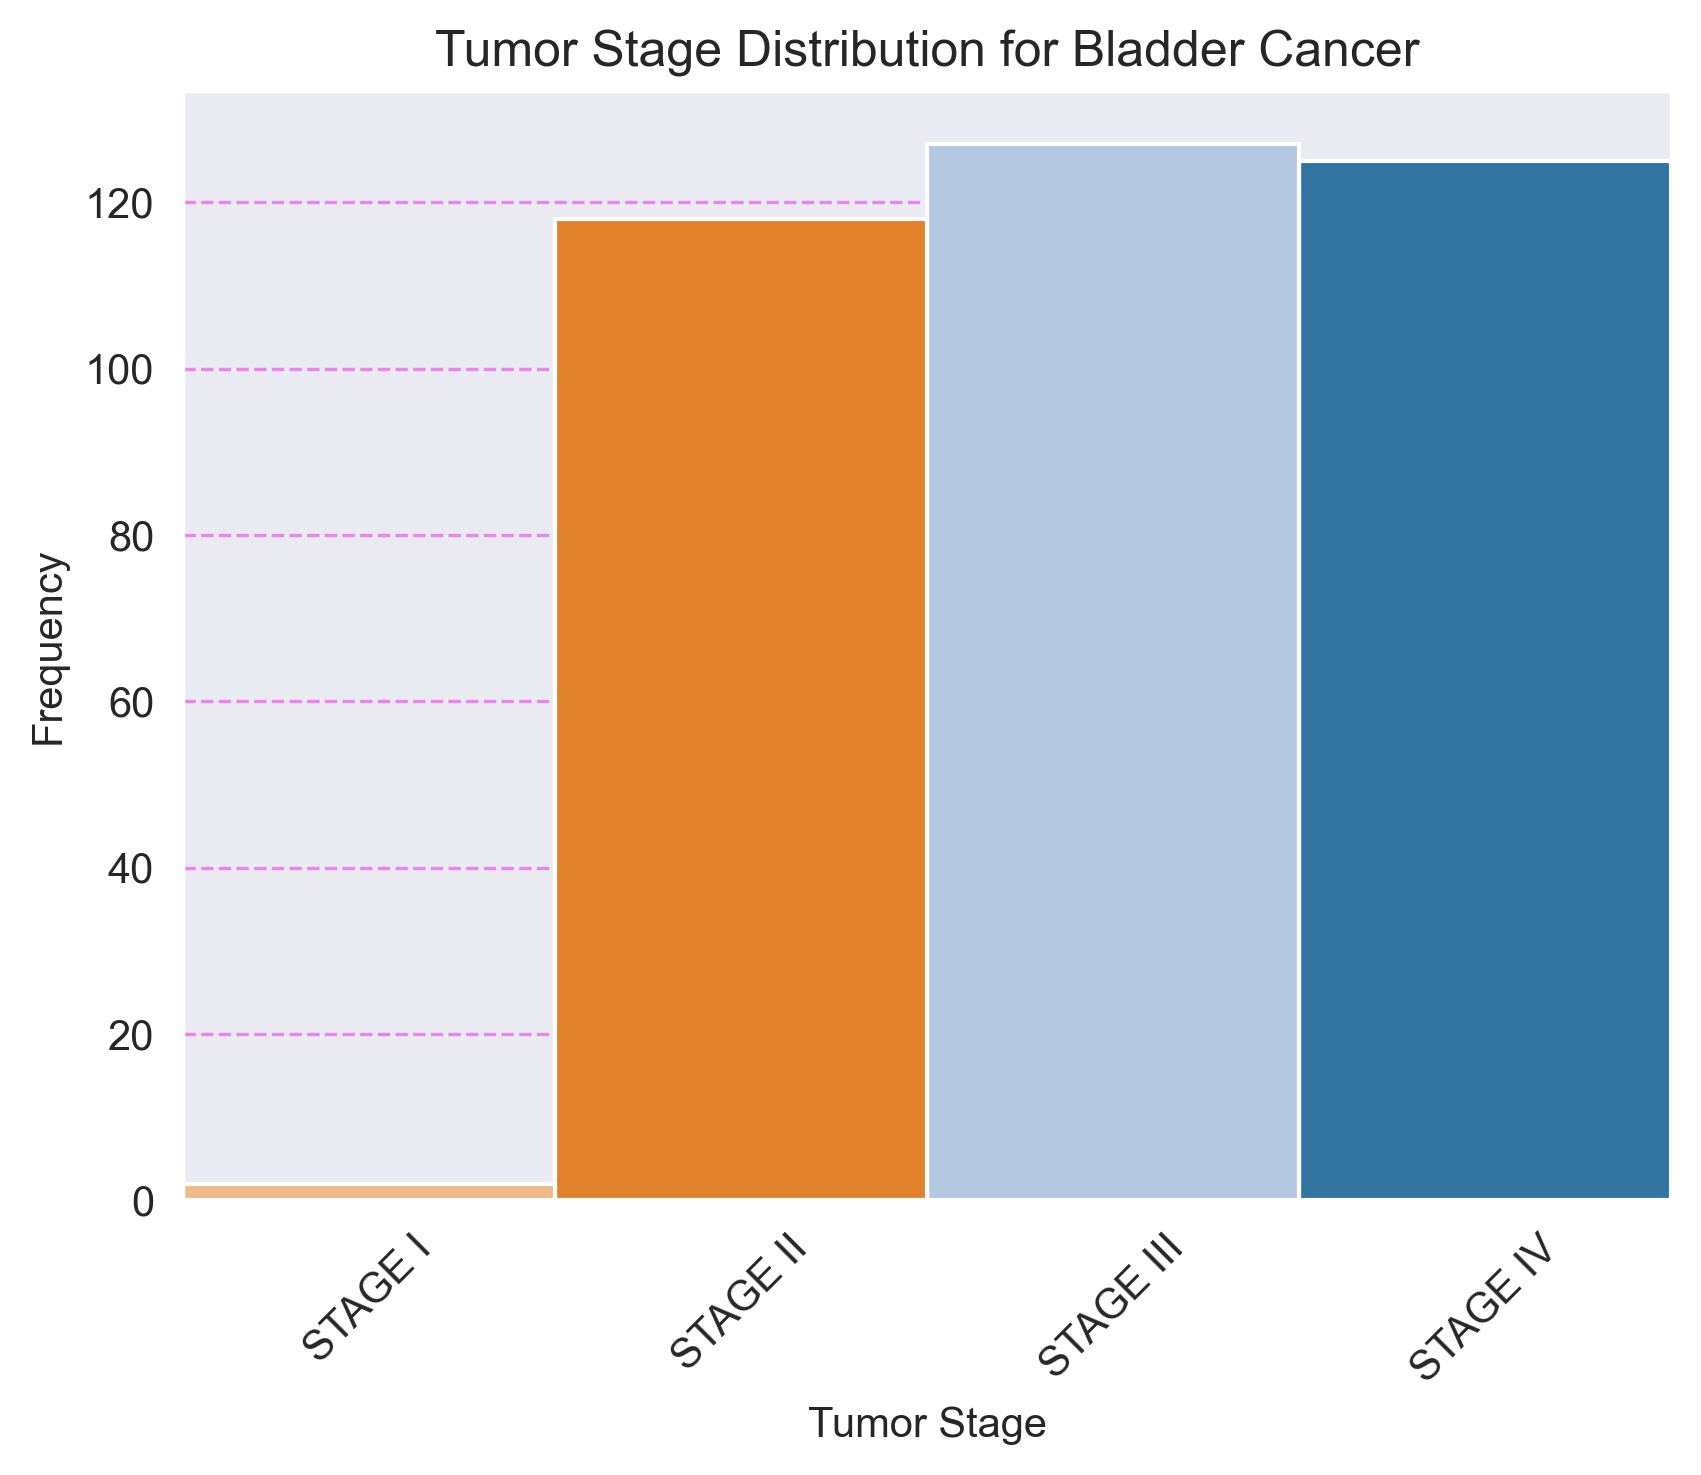 Tumor Stage Distribution for Bladder Cancer
120
100
80
60
40
20
0
Frequency
STAGE I
STAGE II
STAGE III
STAGE IV
Tumor Stage